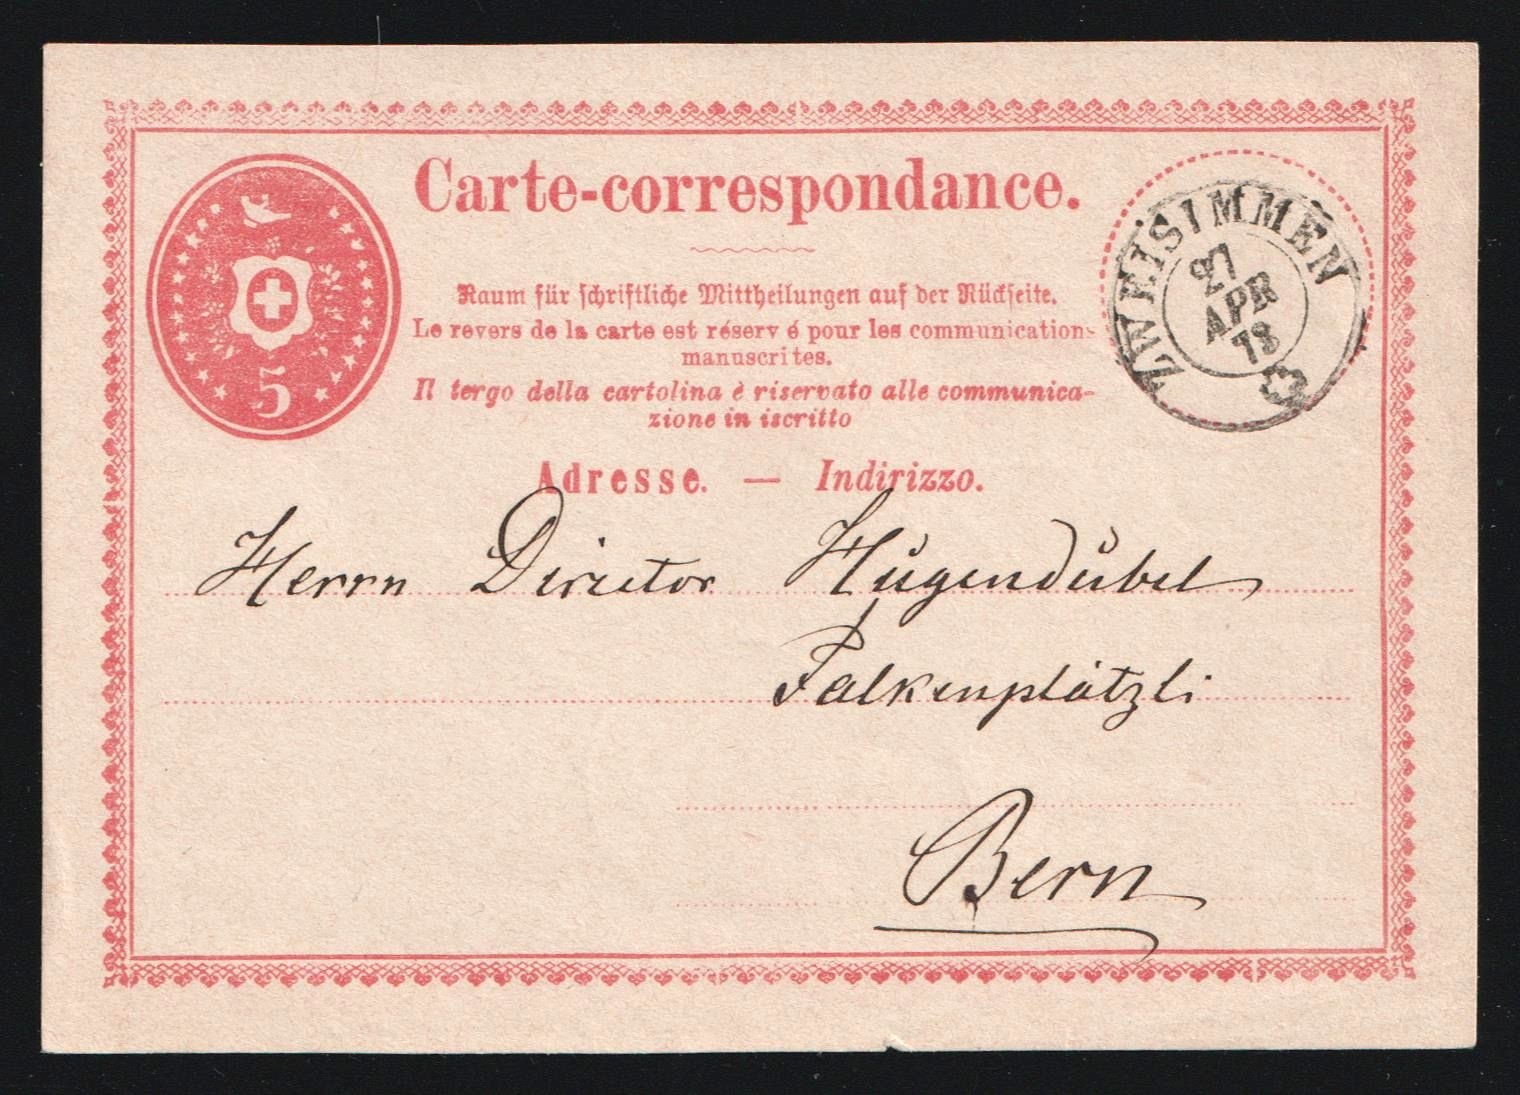 Carte-correspondance.
Raum für schriftliche Mittheilungen auf der Rückseite.
Le revers de la carte est réserv é pour les communication-
manuscrites.
Il tergo della cartolina è riservato alle communica-
zione in iscritto
5
ZWEISIMMEN
27
APR
78
Adresse. — Indirizzo.
Herrn Director Hugendubel
Falkenplätzli
Bern